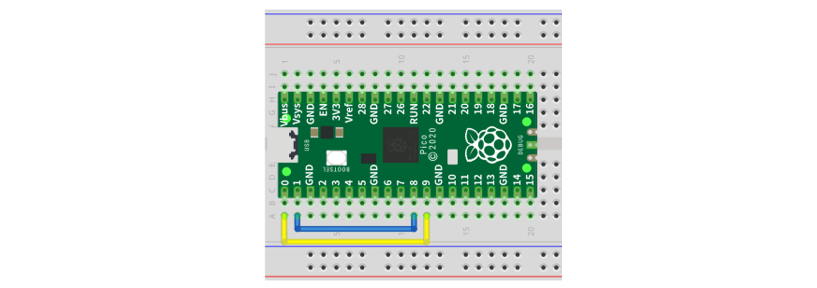 1 5 10 15 20
J
I
H
G
F
Vbus Vsys GND EN 3V3 Vref 28 GND 27 26 RUN 22 GND 21 20 19 18 GND 17 16
USB
BOOTSEL
Pico
©2020
DEBUG
0 1 GND 2 3 4 5 GND 6 7 8 9 GND 10 11 12 13 GND 14 15
E
D
C
B
A
5 15 20